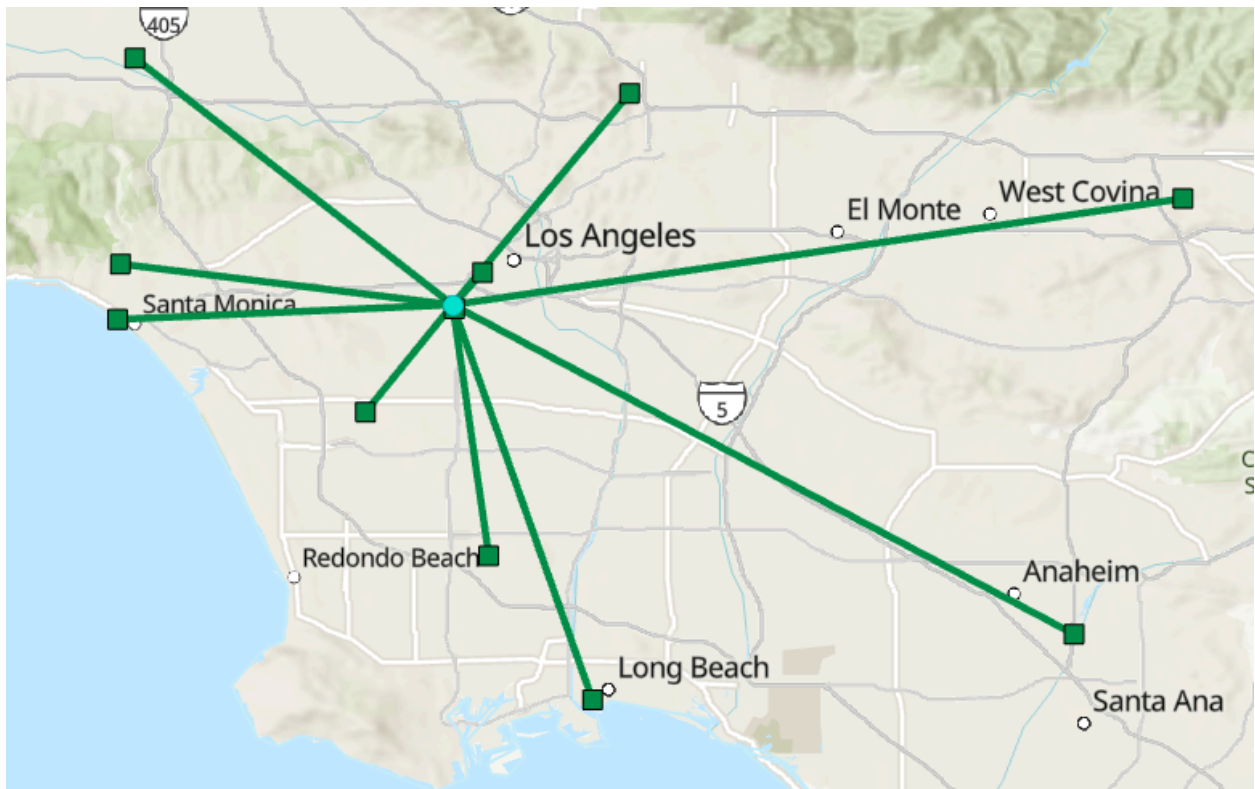 405
Los Angeles
El Monte
West Covina
Santa Monica
5
Redondo Beach
Anaheim
Long Beach
Santa Ana